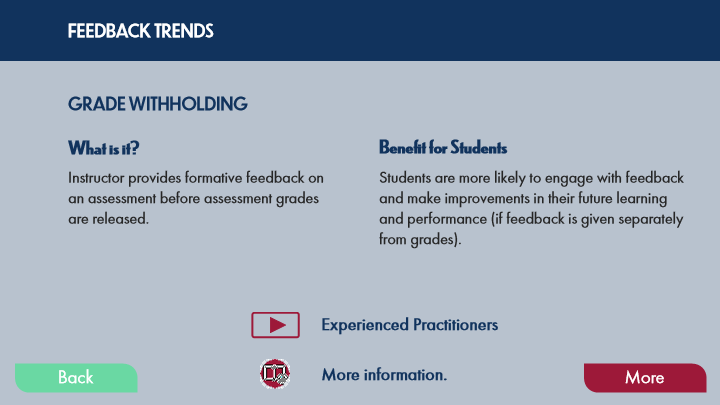 FEEDBACK TRENDS
GRADE WITHHOLDING
What is it?
Instructor provides formative feedback on
an assessment before assessment grades
are released.
Benefit for Students
Students are more likely to engage with feedback
and make improvements in their future learning
and performance (if feedback is given separately
from grades).
Experienced Practitioners
More information.
Back
More